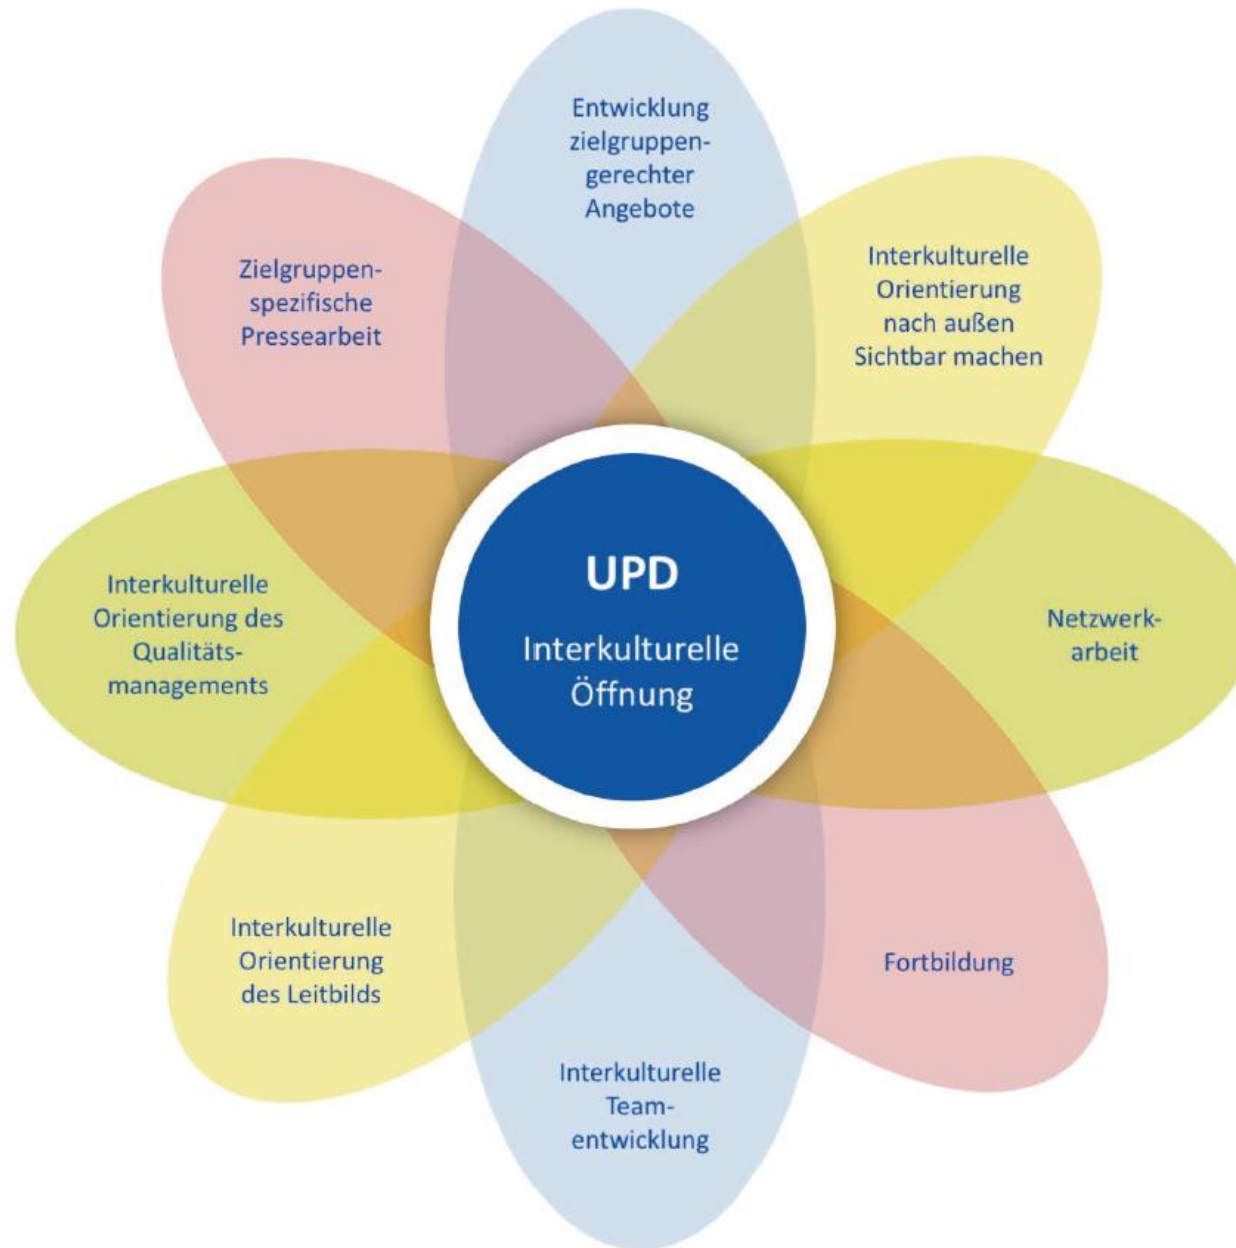 Entwicklung
zielgruppen-
gerechter
Angebote
Interkulturelle
Orientierung
nach außen
Sichtbar machen
Netzwerk-
arbeit
Fortbildung
Interkulturelle
Team-
entwicklung
Interkulturelle
Orientierung
des Leitbilds
Interkulturelle
Orientierung des
Qualitäts-
managements
Zielgruppen-
spezifische
Pressearbeit
UPD
Interkulturelle
Öffnung